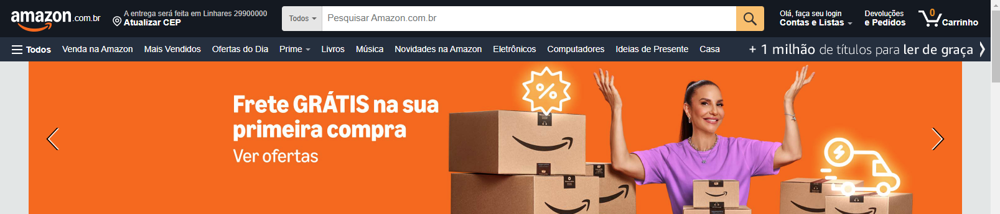 amazon.com.br
A entrega será feita em Linhares 29900000
Atualizar CEP
Todos
Pesquisar Amazon.com.br
Olá, faça seu login
Contas e Listas
Devoluções
e Pedidos
0
Carrinho
Todos
Venda na Amazon
Mais Vendidos
Ofertas do Dia
Prime
Livros
Música
Novidades na Amazon
Eletrônicos
Computadores
Ideias de Presente
Casa
+ 1 milhão de títulos para ler de graça
%
Frete GRÁTIS na sua
primeira compra
Ver ofertas